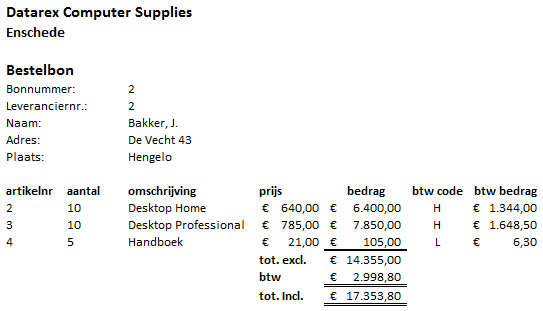 Datarex Computer Supplies
Enschede
Bestelbon
Bonnummer: 2
Leveranciernr.: 2
Naam: Bakker, J.
Adres: De Vecht 43
Plaats: Hengelo
artikelnr aantal omschrijving prijs bedrag btw code btw bedrag
2 10 Desktop Home € 640,00 € 6.400,00 H € 1.344,00
3 10 Desktop Professional € 785,00 € 7.850,00 H € 1.648,50
4 5 Handboek € 21,00 € 105,00 L € 6,30
tot. excl. € 14.355,00
btw € 2.998,80
tot. Incl. € 17.353,80